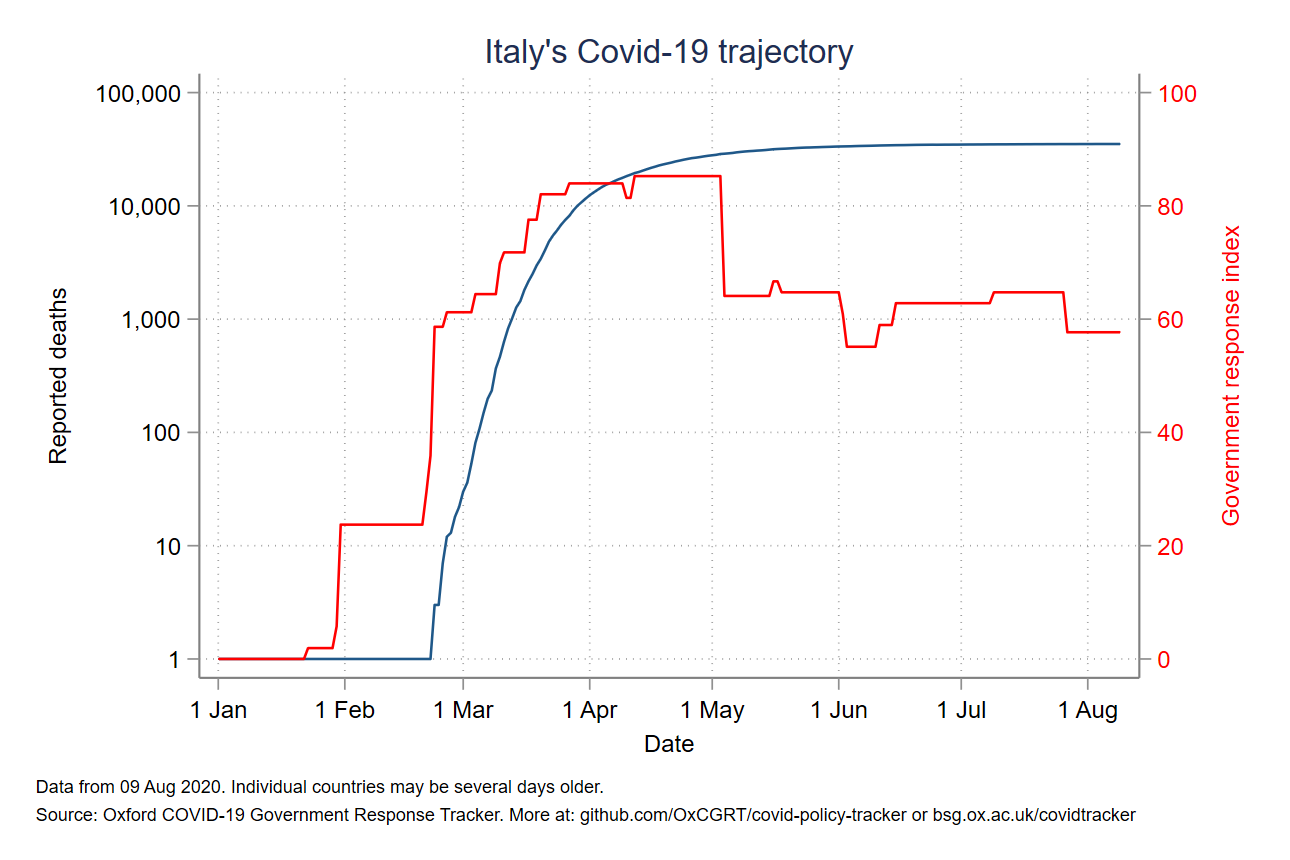 Italy's Covid-19 trajectory
100,000
10,000
1,000
100
10
1
Reported deaths
100
80
60
40
20
0
Government response index
1 Jan
1 Feb
1 Mar
1 Apr
1 May
1 Jun
1 Jul
1 Aug
Date
Data from 09 Aug 2020. Individual countries may be several days older.
Source: Oxford COVID-19 Government Response Tracker. More at: github.com/OxCGRT/covid-policy-tracker or bsg.ox.ac.uk/covidtracker